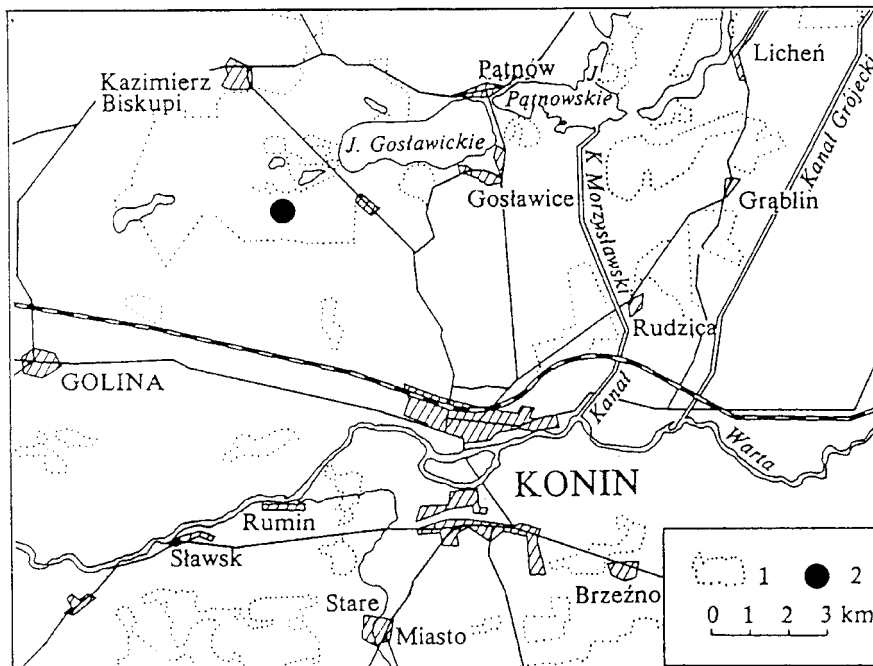 Kazimierz
Biskupi
Pątnów
J.
Pątnowskie
Licheń
J. Gosławickie
Gosławice
K Morzysławski
Grąblin
Kanał Grójecki
Rudzica
GOLINA
Kanał
Warta
KONIN
Rumin
Sławsk
Brzeźno
Stare
Miasto
1 2
0 1 2 3 km